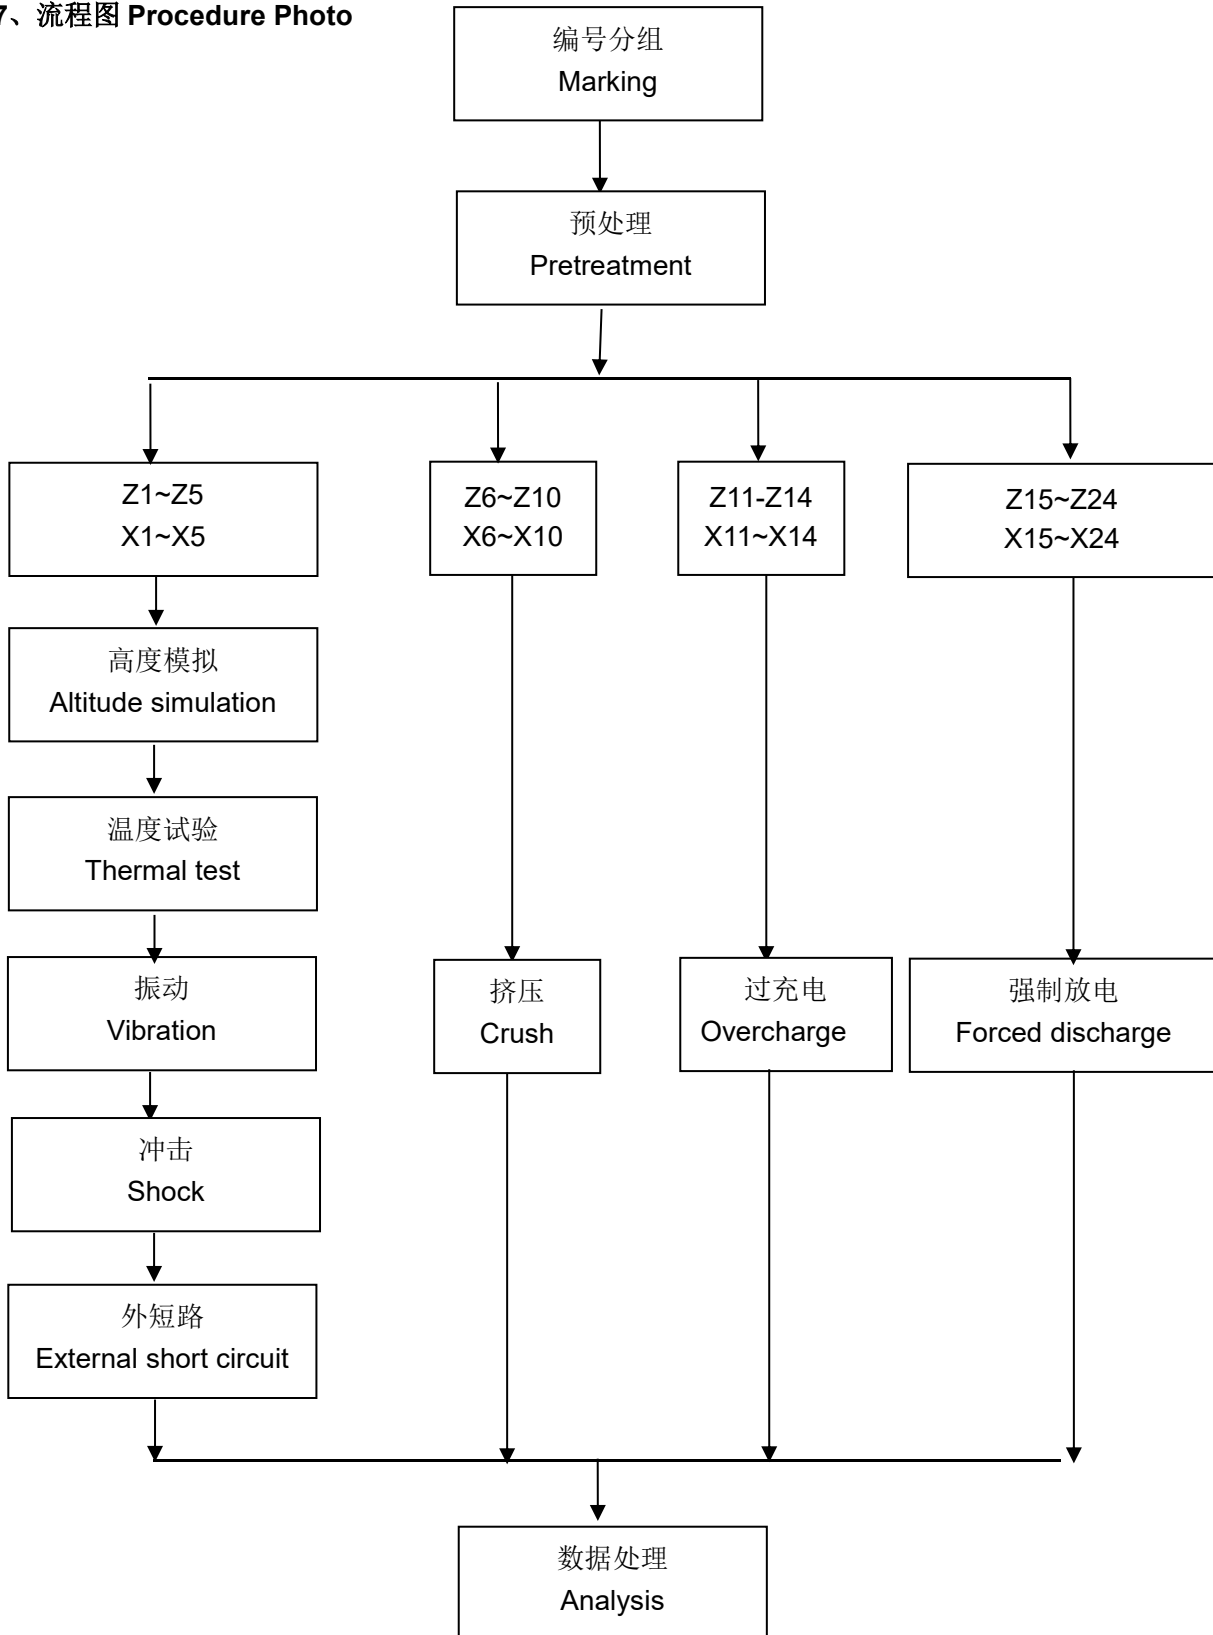 7、流程图 Procedure Photo
编号分组
Marking
预处理
Pretreatment
Z1~Z5
X1~X5
Z6~Z10
X6~X10
Z11-Z14
X11~X14
Z15~Z24
X15~X24
高度模拟
Altitude simulation
温度试验
Thermal test
振动
Vibration
挤压
Crush
过充电
Overcharge
强制放电
Forced discharge
冲击
Shock
外短路
External short circuit
数据处理
Analysis